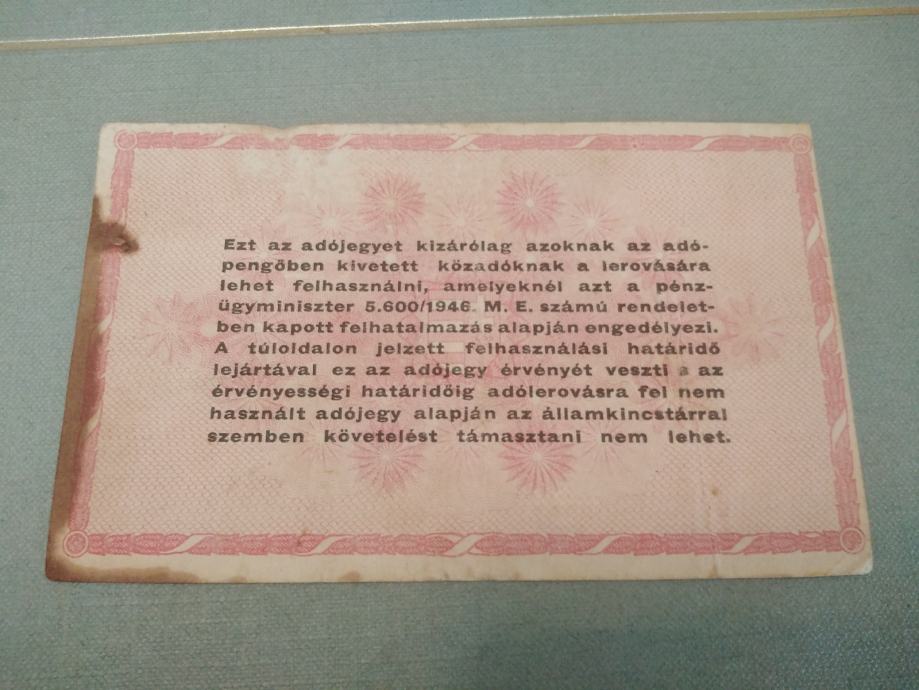 Ezt az adójegyet kizárólag azoknak az adó-
pengőben kivetett közadóknak a lerovására
lehet felhasználni, amelyeknél azt a pénz-
ügyminiszter 5.600/1946. M. E. számú rendelet-
ben kapott felhatalmazás alapján engedélyezi.
A túloldalon jelzett felhasználási határidő
lejártával ez az adójegy érvényét veszti s az
érvényességi határidőig adólerovásra fel nem
használt adójegy alapján az államkincstárral
szemben követelést támasztani nem lehet.